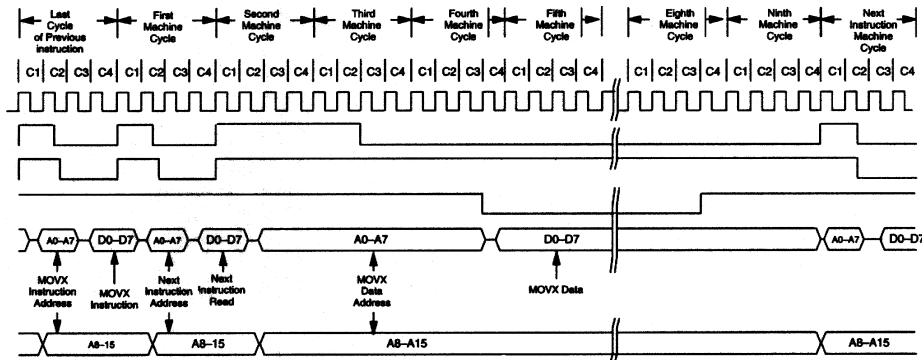 Last Cycle of Previous instruction
First Machine Cycle
Second Machine Cycle
Third Machine Cycle
Fourth Machine Cycle
Fifth Machine Cycle
Eighth Machine Cycle
Ninth Machine Cycle
Next Instruction Machine Cycle
C1 C2 C3 C4 C1 C2 C3 C4 C1 C2 C3 C4 C1 C2 C3 C4 C1 C2 C3 C4 C1 C2 C3 C4 C1 C2 C3 C4 C1 C2 C3 C4 C1 C2 C3 C4
A0–A7 D0–D7 A0–A7 D0–D7 A0–A7 D0–D7 A0–A7 D0–D7
MOVX Instruction Address
MOVX Instruction
Next Instruction Address
Next Instruction Read
MOVX Data Address
MOVX Data
A8–15 A8–15 A8–A15 A8–A15